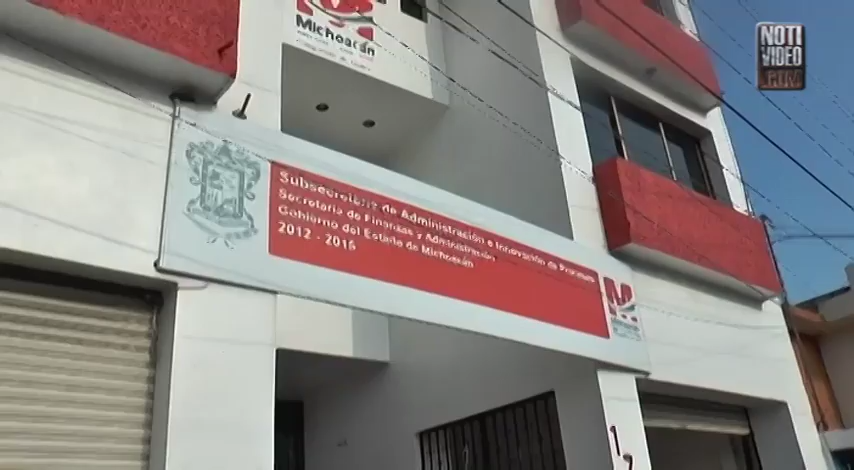 Michoacán
NOTI
VIDEO
.COM
Subsecretaría de Administración e Innovación de Procesos
Secretaría de Finanzas y Administración
Gobierno del Estado de Michoacán
2012 - 2015
M
1